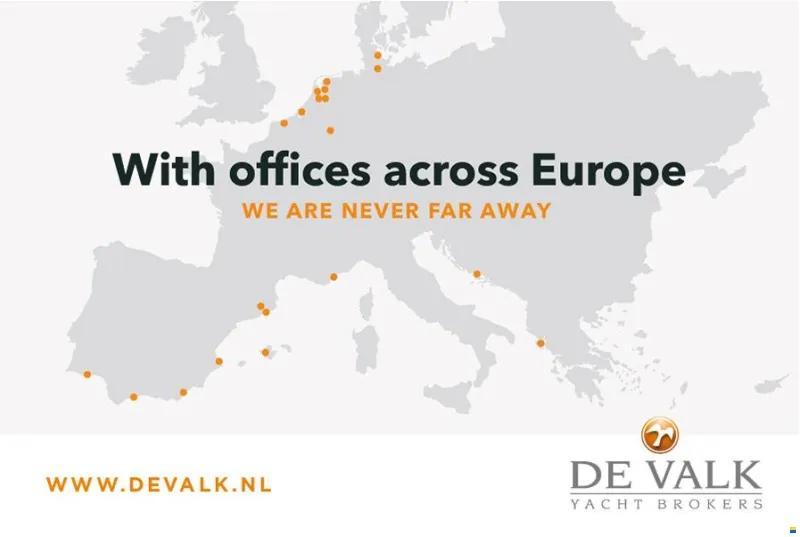 With offices across Europe
WE ARE NEVER FAR AWAY
WWW.DEVALK.NL
DE VALK
YACHT BROKERS